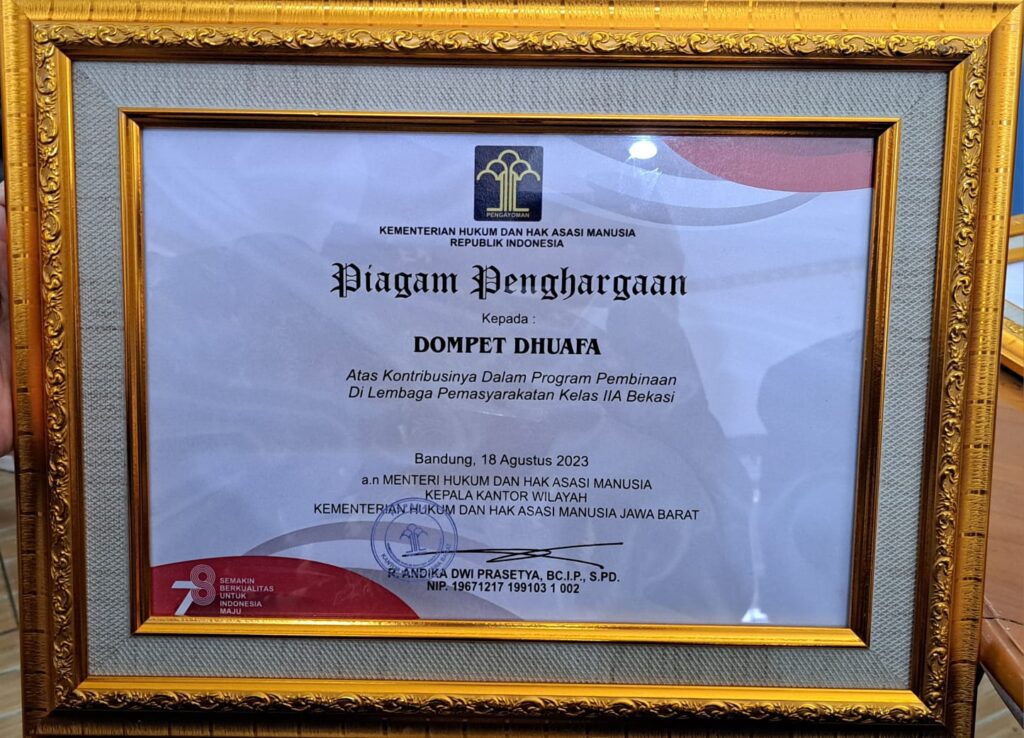 PENGAYOMAN
KEMENTERIAN HUKUM DAN HAK ASASI MANUSIA
REPUBLIK INDONESIA
Piagam Penghargaan
Kepada :
DOMPET DHUAFA
Atas Kontribusinya Dalam Program Pembinaan
Di Lembaga Pemasyarakatan Kelas IIA Bekasi
Bandung, 18 Agustus 2023
a.n MENTERI HUKUM DAN HAK ASASI MANUSIA
KEPALA KANTOR WILAYAH
KEMENTERIAN HUKUM DAN HAK ASASI MANUSIA JAWA BARAT
R. ANDIKA DWI PRASETYA, BC.I.P., S.PD.
NIP. 19671217 199103 1 002
78
SEMAKIN
BERKUALITAS
UNTUK
INDONESIA
MAJU